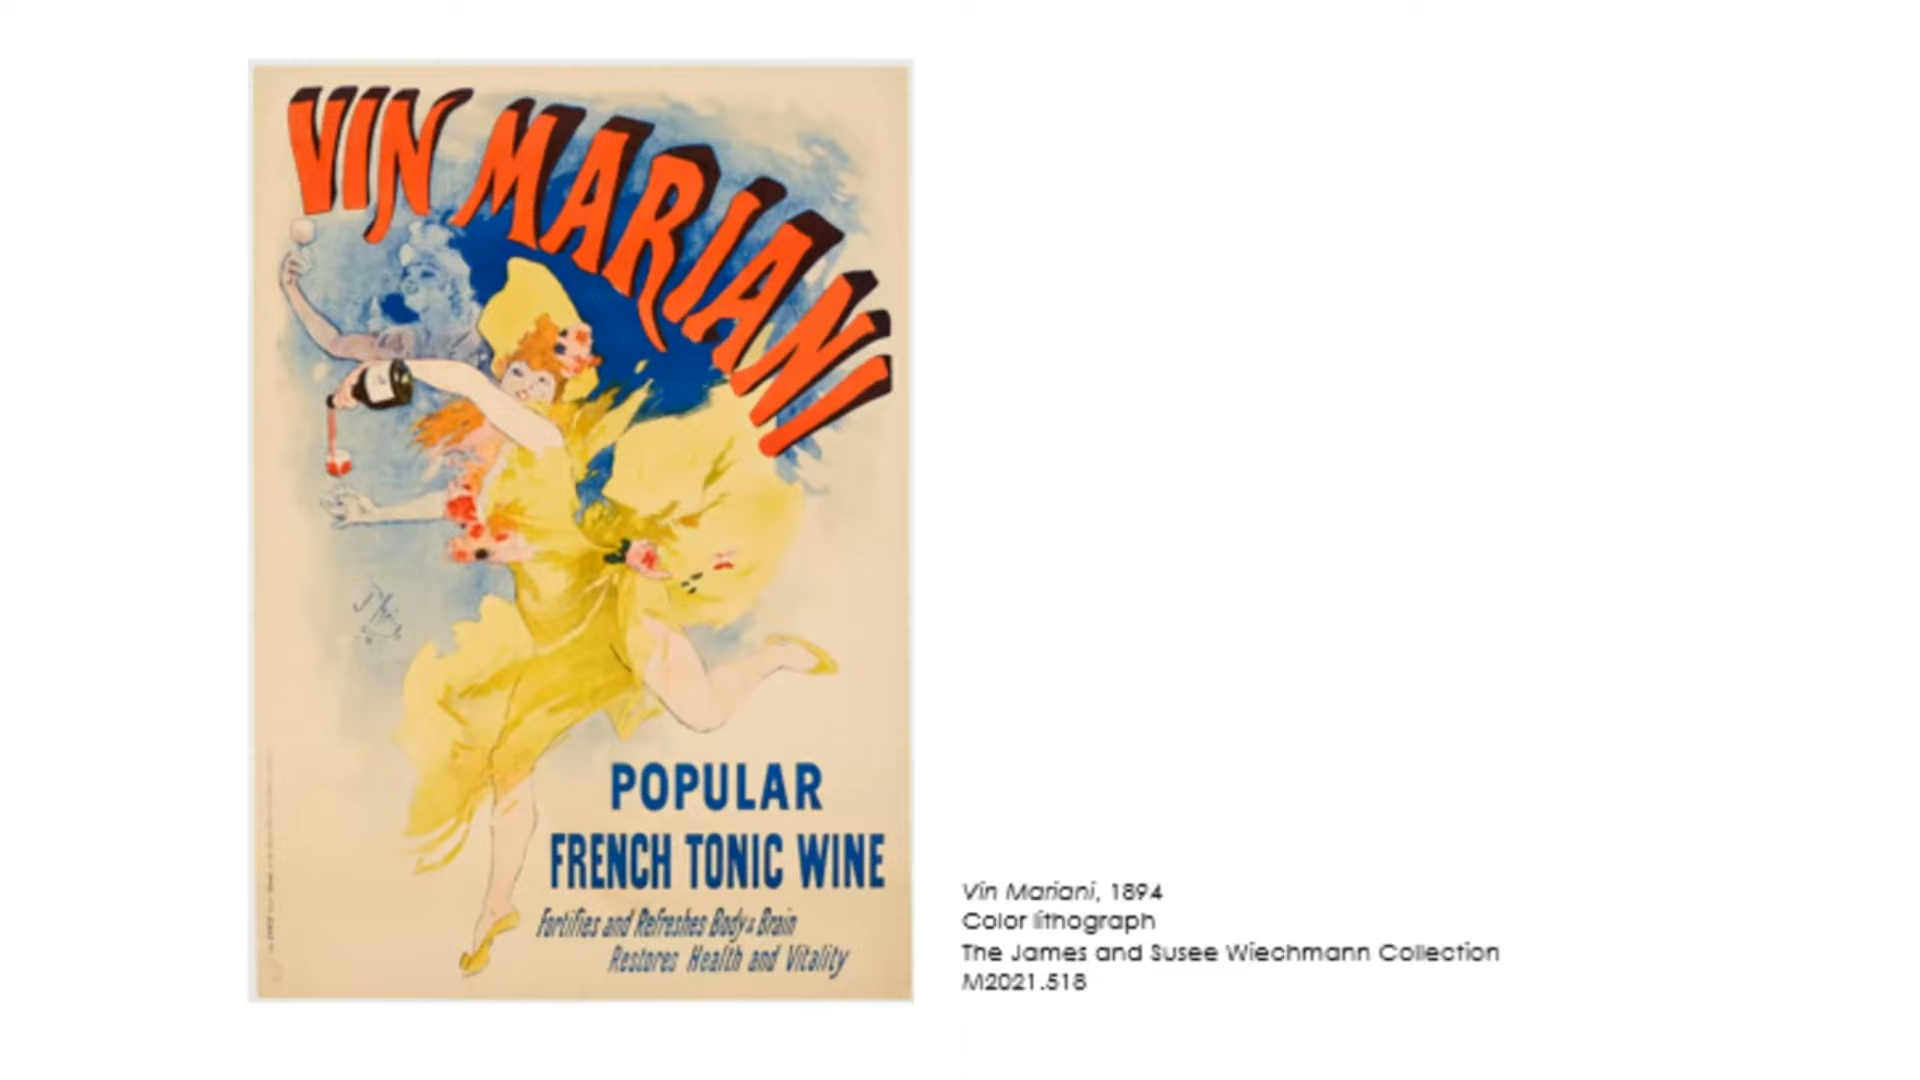 VIN MARIANI
POPULAR
FRENCH TONIC WINE
Fortifies and Refreshes Body & Brain
Restores Health and Vitality
Vin Mariani, 1894
Color lithograph
The James and Susee Wiechmann Collection
M2021.518